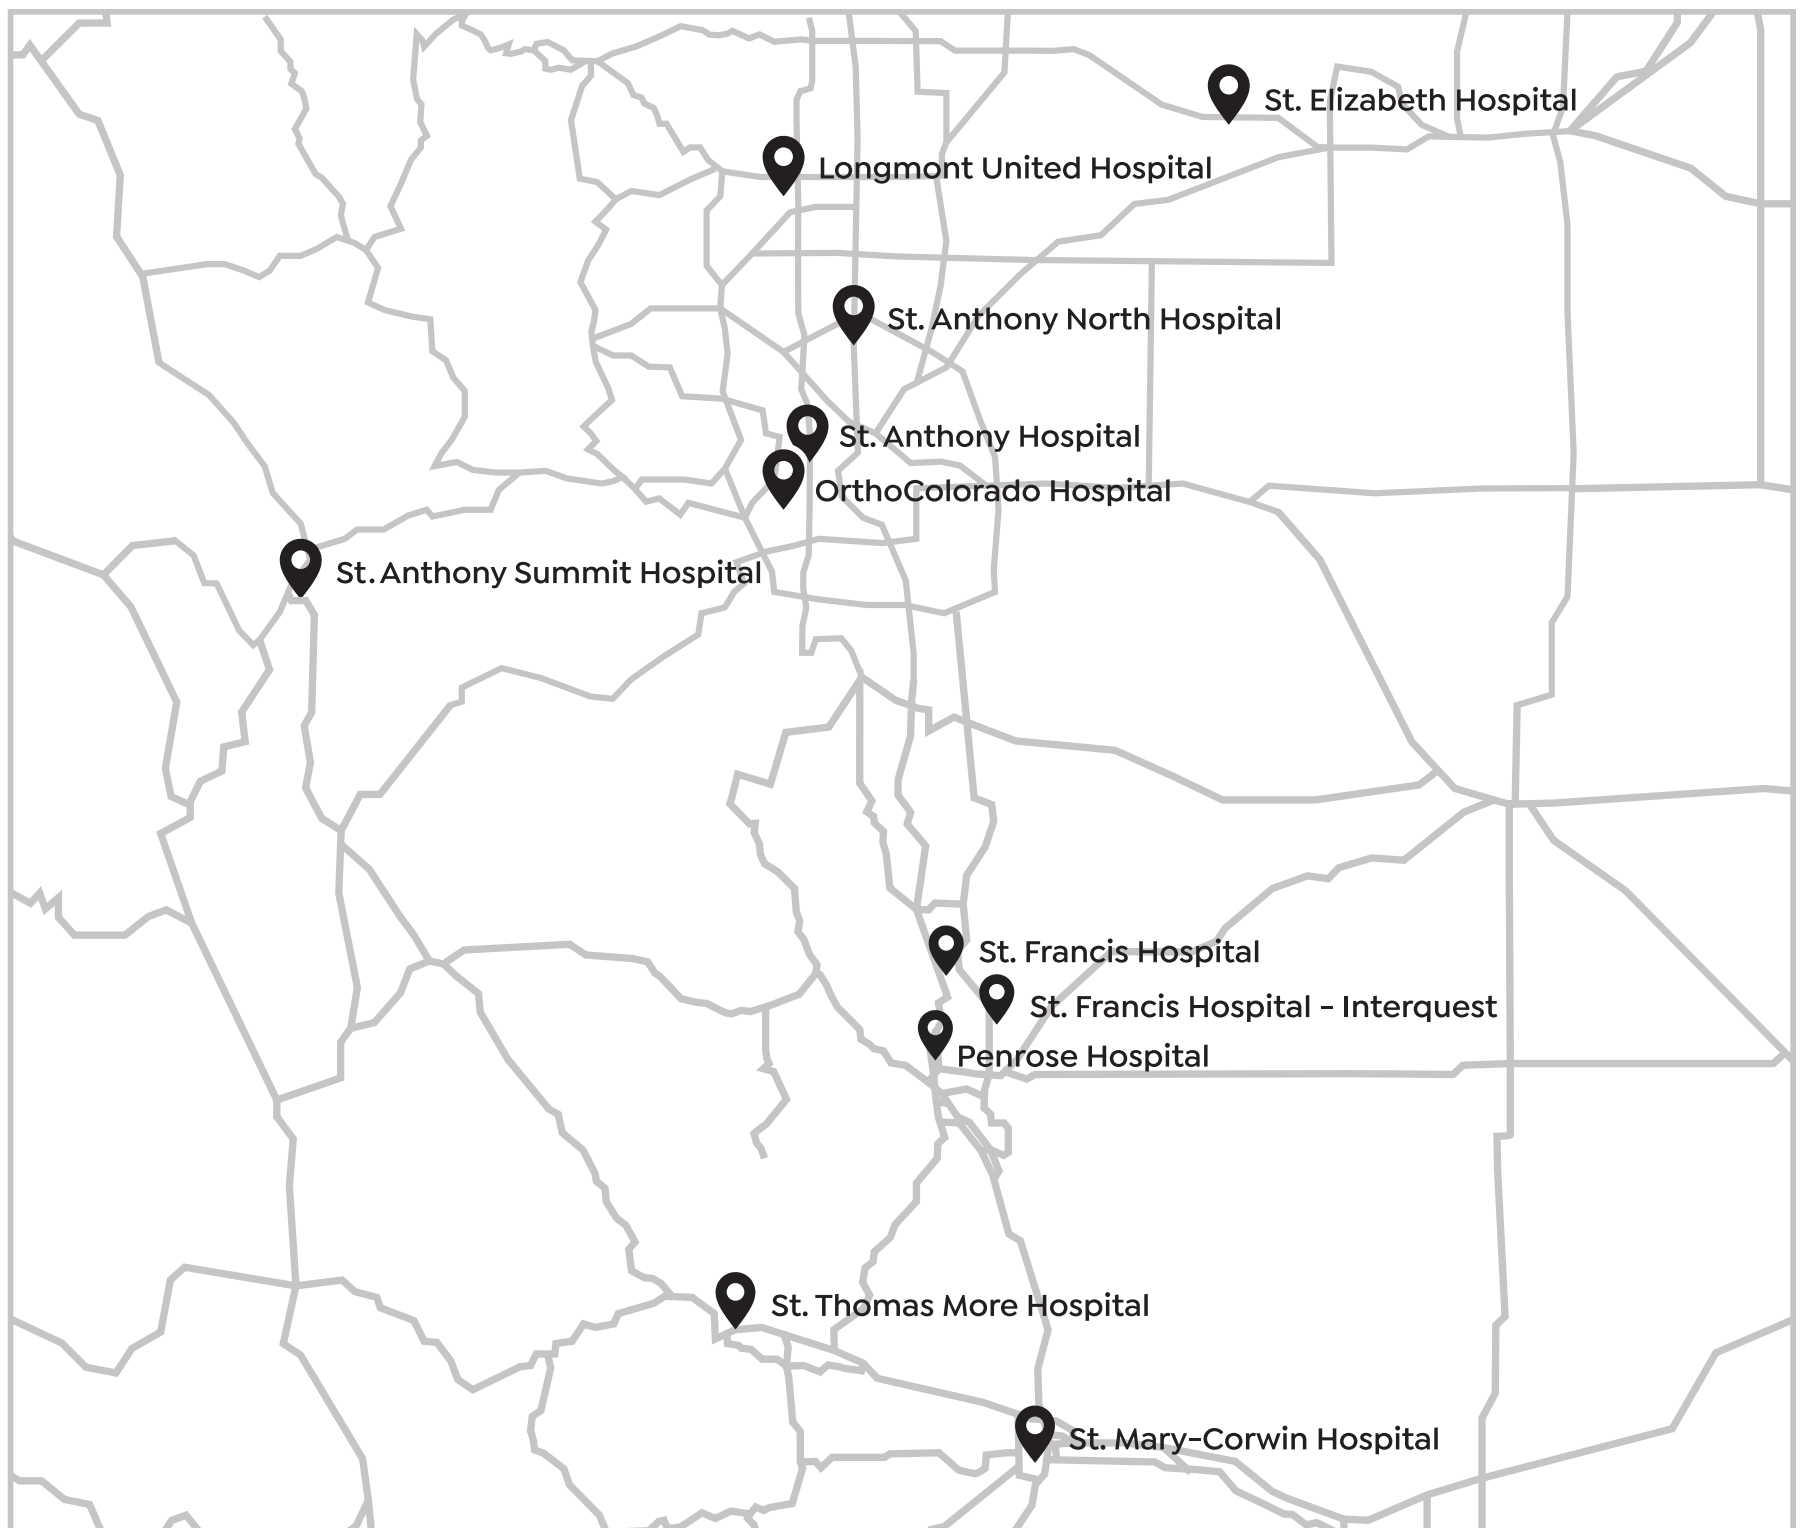 St. Elizabeth Hospital
Longmont United Hospital
St. Anthony North Hospital
St. Anthony Hospital
OrthoColorado Hospital
St. Anthony Summit Hospital
St. Francis Hospital
St. Francis Hospital - Interquest
Penrose Hospital
St. Thomas More Hospital
St. Mary-Corwin Hospital